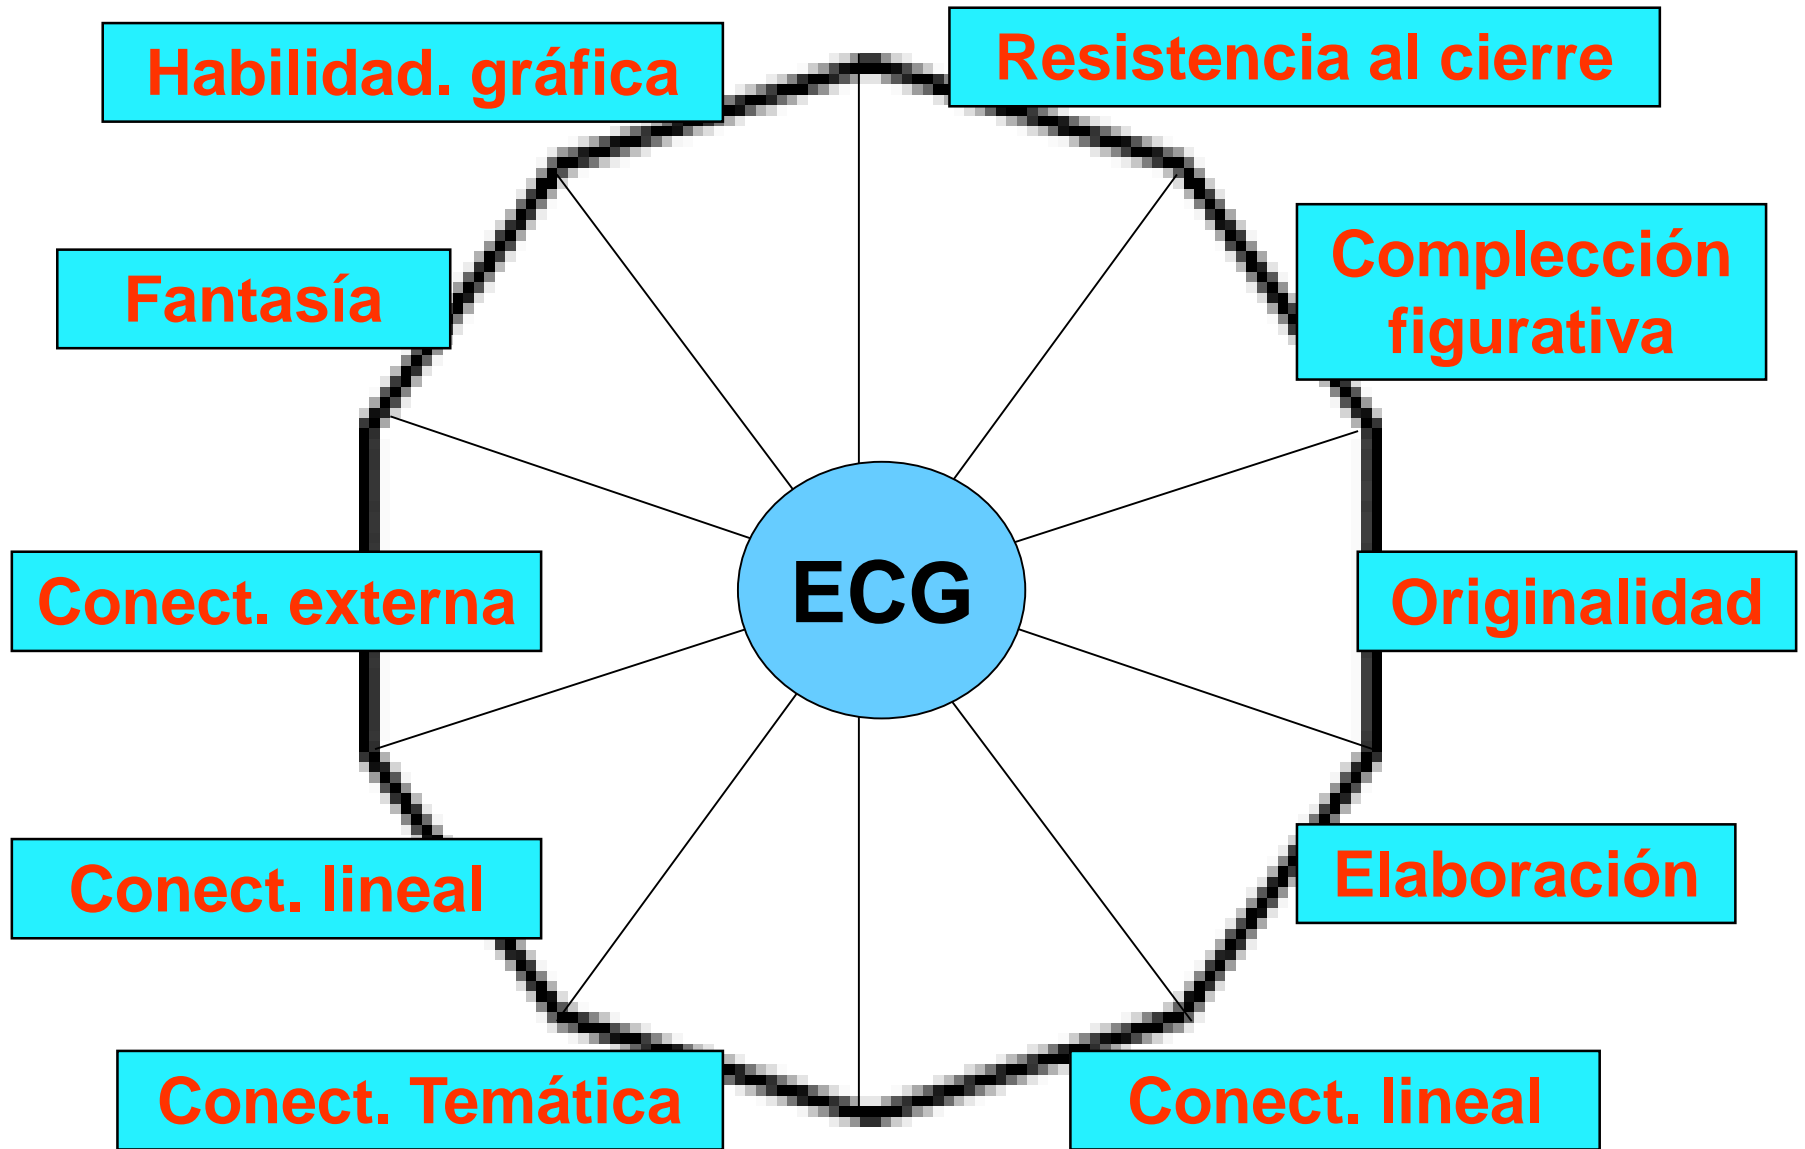 Habilidad. gráfica
Resistencia al cierre
Fantasía
Complección
figurativa
Conect. externa
ECG
Originalidad
Conect. lineal
Elaboración
Conect. Temática
Conect. lineal